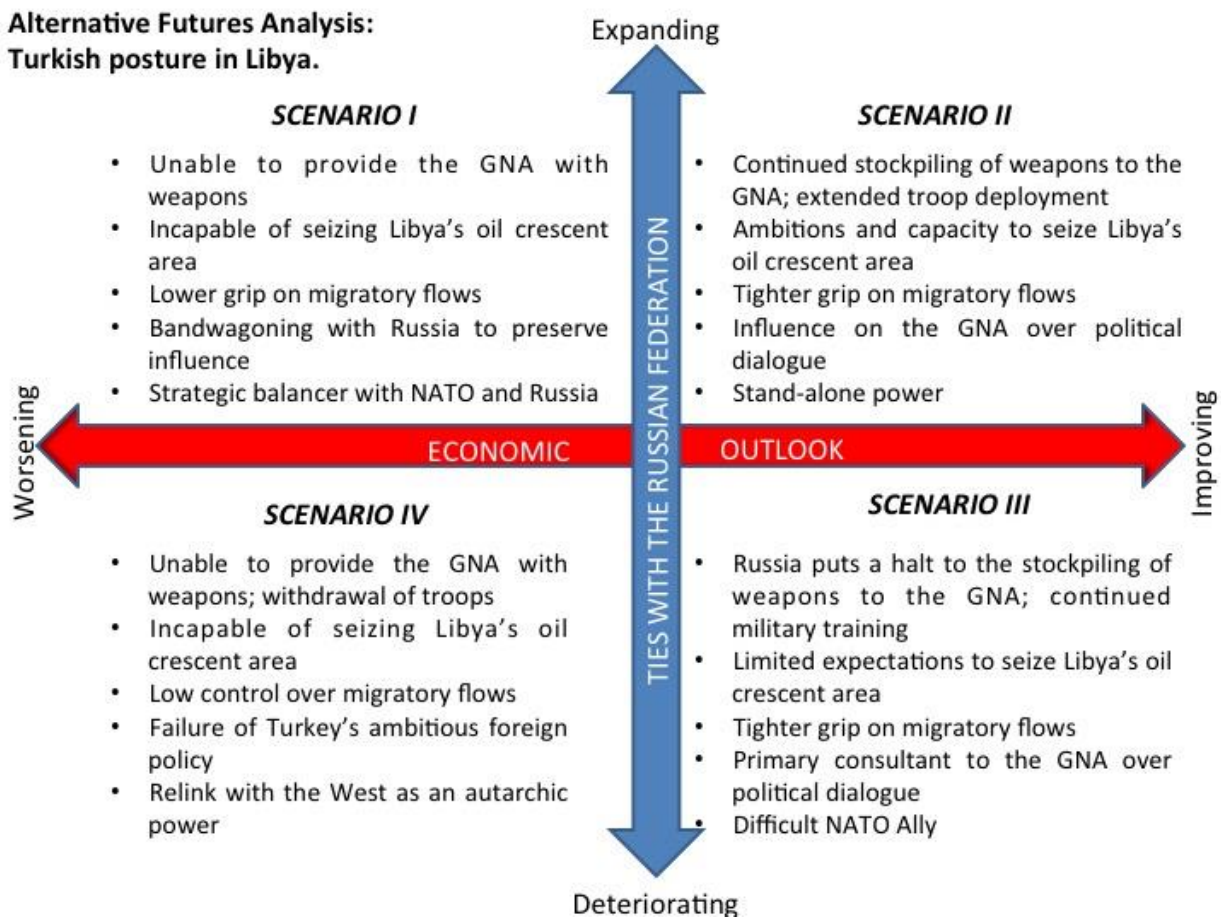 Alternative Futures Analysis:
Turkish posture in Libya.
Expanding
SCENARIO I
• Unable to provide the GNA with
weapons
• Incapable of seizing Libya's oil crescent
area
• Lower grip on migratory flows
• Bandwagoning with Russia to preserve
influence
• Strategic balancer with NATO and Russia
SCENARIO II
• Continued stockpiling of weapons to the
GNA; extended troop deployment
• Ambitions and capacity to seize Libya's
oil crescent area
• Tighter grip on migratory flows
• Influence on the GNA over political
dialogue
• Stand-alone power
TIES WITH THE RUSSIAN FEDERATION
Worsening
ECONOMIC OUTLOOK
Improving
SCENARIO IV
• Unable to provide the GNA with
weapons; withdrawal of troops
• Incapable of seizing Libya's oil
crescent area
• Low control over migratory flows
• Failure of Turkey's ambitious foreign
policy
• Relink with the West as an autarchic
power
SCENARIO III
• Russia puts a halt to the stockpiling of
weapons to the GNA; continued
military training
• Limited expectations to seize Libya's oil
crescent area
• Tighter grip on migratory flows
• Primary consultant to the GNA over
political dialogue
• Difficult NATO Ally
Deteriorating